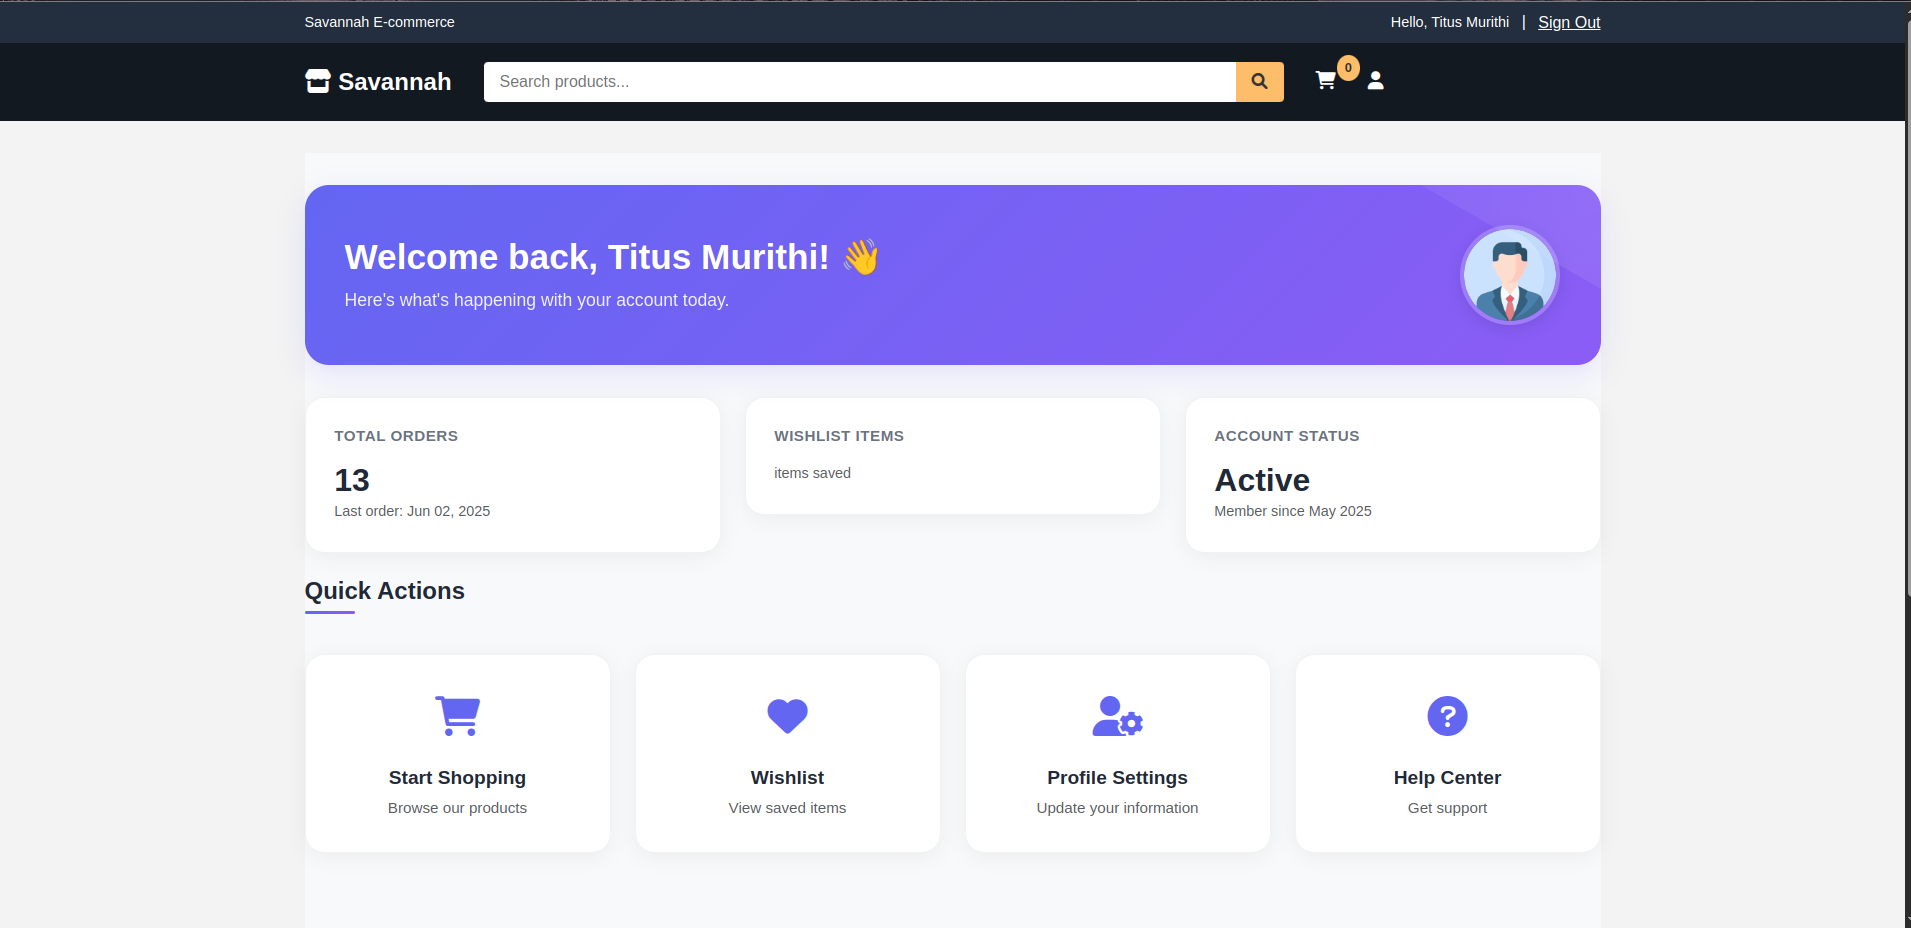 Savannah E-commerce
Hello, Titus Murithi | Sign Out
Savannah
Search products...
0
Welcome back, Titus Murithi! 👋
Here's what's happening with your account today.
TOTAL ORDERS
13
Last order: Jun 02, 2025
WISHLIST ITEMS
items saved
ACCOUNT STATUS
Active
Member since May 2025
Quick Actions
Start Shopping
Browse our products
Wishlist
View saved items
Profile Settings
Update your information
Help Center
Get support